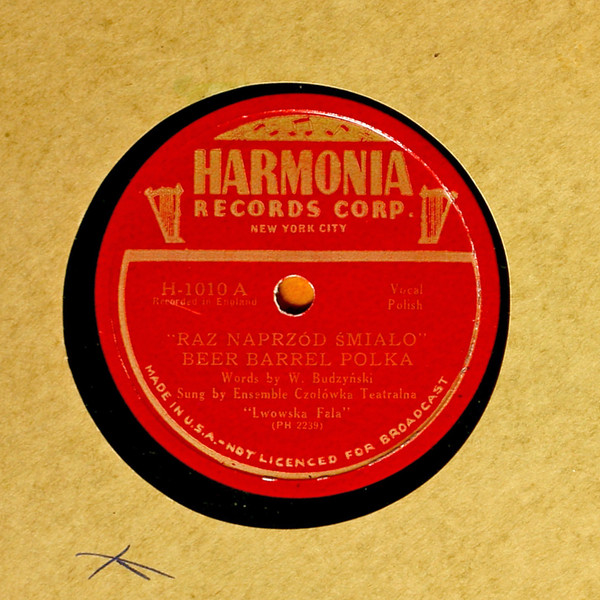 HARMONIA
RECORDS CORP.
NEW YORK CITY
H-1010 A
Recorded in England
Vocal
Polish
"RAZ NAPRZÓD ŚMIAŁO"
BEER BARREL POLKA
Words by W. Budzyński
Sung by Ensemble Czołówka Teatralna
"Lwowska Fala"
(PH 2239)
MADE IN U.S.A.-NOT LICENCED FOR BROADCAST